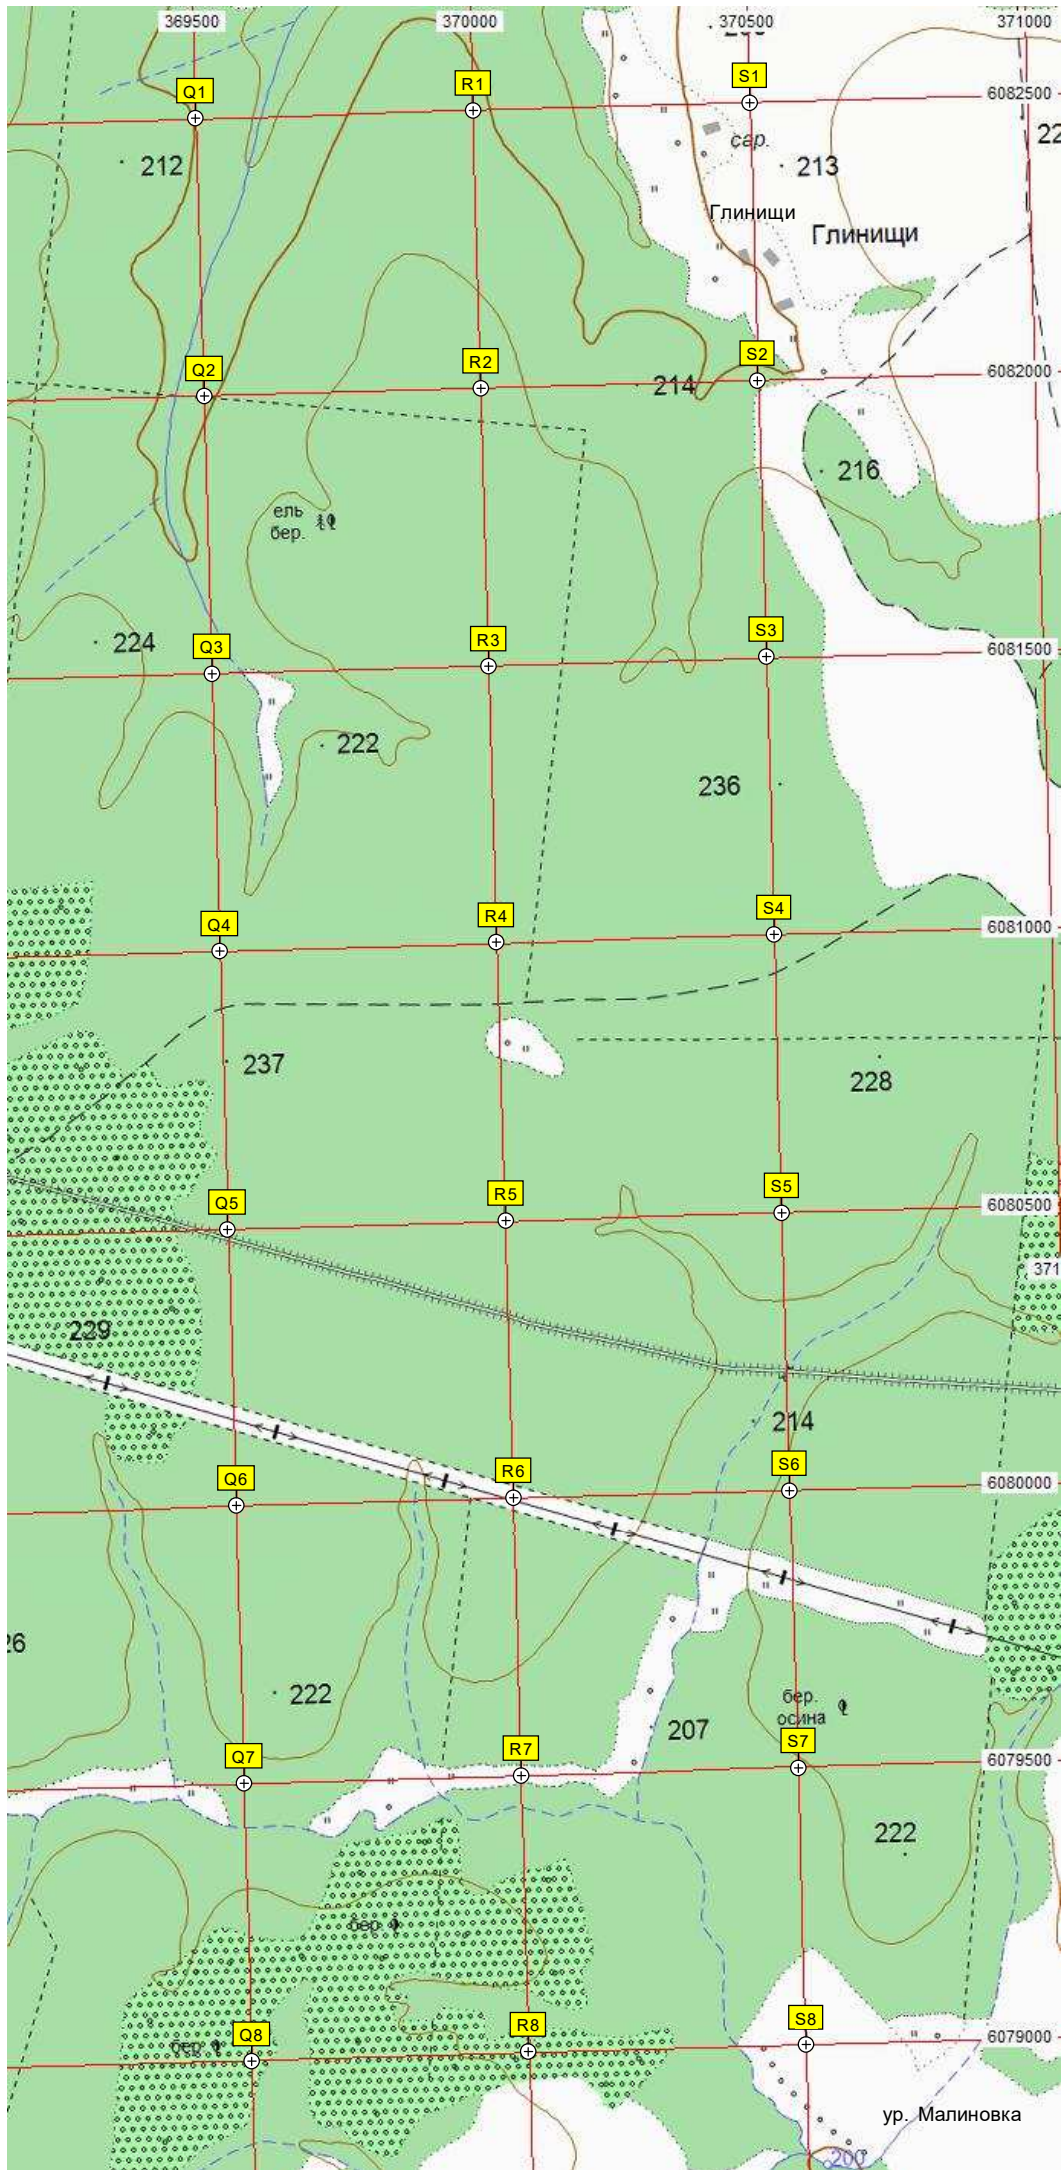 369500 370000 370500 371000
Q1 R1 S1 6082500
212 сар. 213
Глинищи
Глинищи
Q2 R2 S2 6082000
214
216
ель
бер.
224 Q3 R3 S3 6081500
222
236
Q4 R4 S4 6081000
237 228
Q5 R5 S5 6080500
371
229
214
Q6 R6 S6 6080000
26
222 бер.
осина
207
Q7 R7 S7 6079500
222
бер.
Q8 R8 S8 6079000
бер.
ур. Малиновка
200